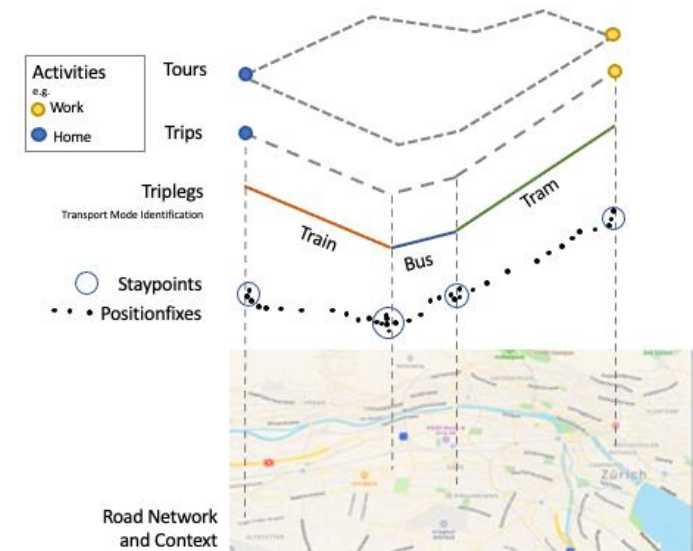 Activities
e.g.
Work
Home
Tours
Trips
Triplegs
Transport Mode Identification
Train
Bus
Tram
Staypoints
Positionfixes
Zürich
Road Network
and Context